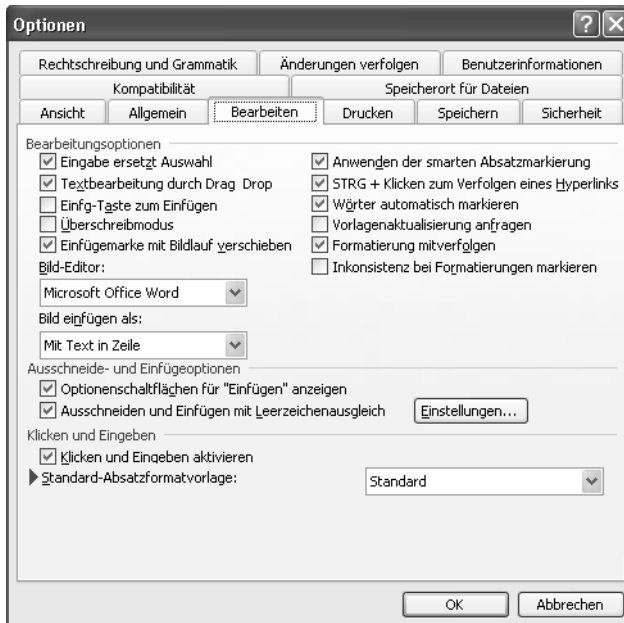 Optionen
Rechtschreibung und Grammatik Änderungen verfolgen Benutzerinformationen
Kompatibilität Speicherort für Dateien
Ansicht Allgemein Bearbeiten Drucken Speichern Sicherheit
Bearbeitungsoptionen
Eingabe ersetzt Auswahl
Textbearbeitung durch Drag Drop
Einfg-Taste zum Einfügen
Überschreibmodus
Einfügemarke mit Bildlauf verschieben
Bild-Editor:
Microsoft Office Word
Bild einfügen als:
Mit Text in Zeile
Anwenden der smarten Absatzmarkierung
STRG + Klicken zum Verfolgen eines Hyperlinks
Wörter automatisch markieren
Vorlagenaktualisierung anfragen
Formatierung mitverfolgen
Inkonsistenz bei Formatierungen markieren
Ausschneide- und Einfügeoptionen
Optionenschaltflächen für "Einfügen" anzeigen
Ausschneiden und Einfügen mit Leerzeichenausgleich Einstellungen...
Klicken und Eingeben
Klicken und Eingeben aktivieren
Standard-Absatzformatvorlage: Standard
OK Abbrechen